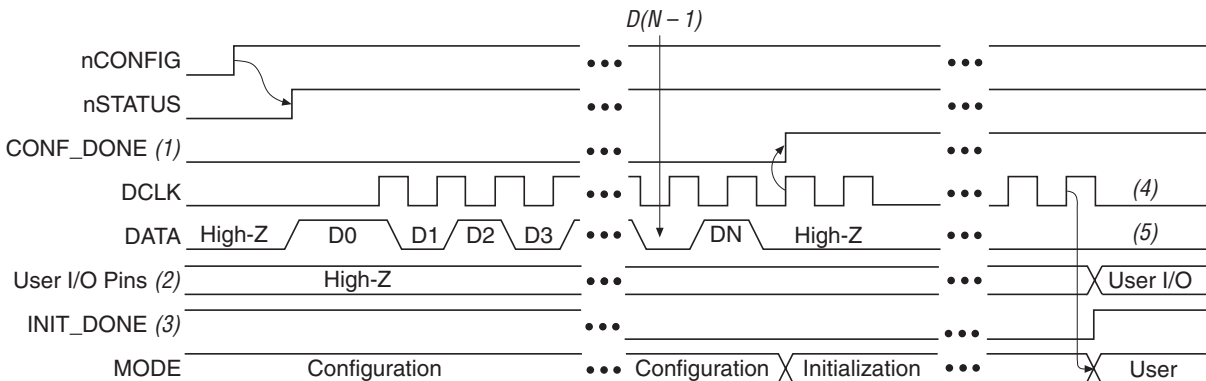 D(N – 1)
nCONFIG
nSTATUS
CONF_DONE (1)
DCLK (4)
DATA High-Z D0 D1 D2 D3 DN High-Z (5)
User I/O Pins (2) High-Z User I/O
INIT_DONE (3)
MODE Configuration Configuration Initialization User